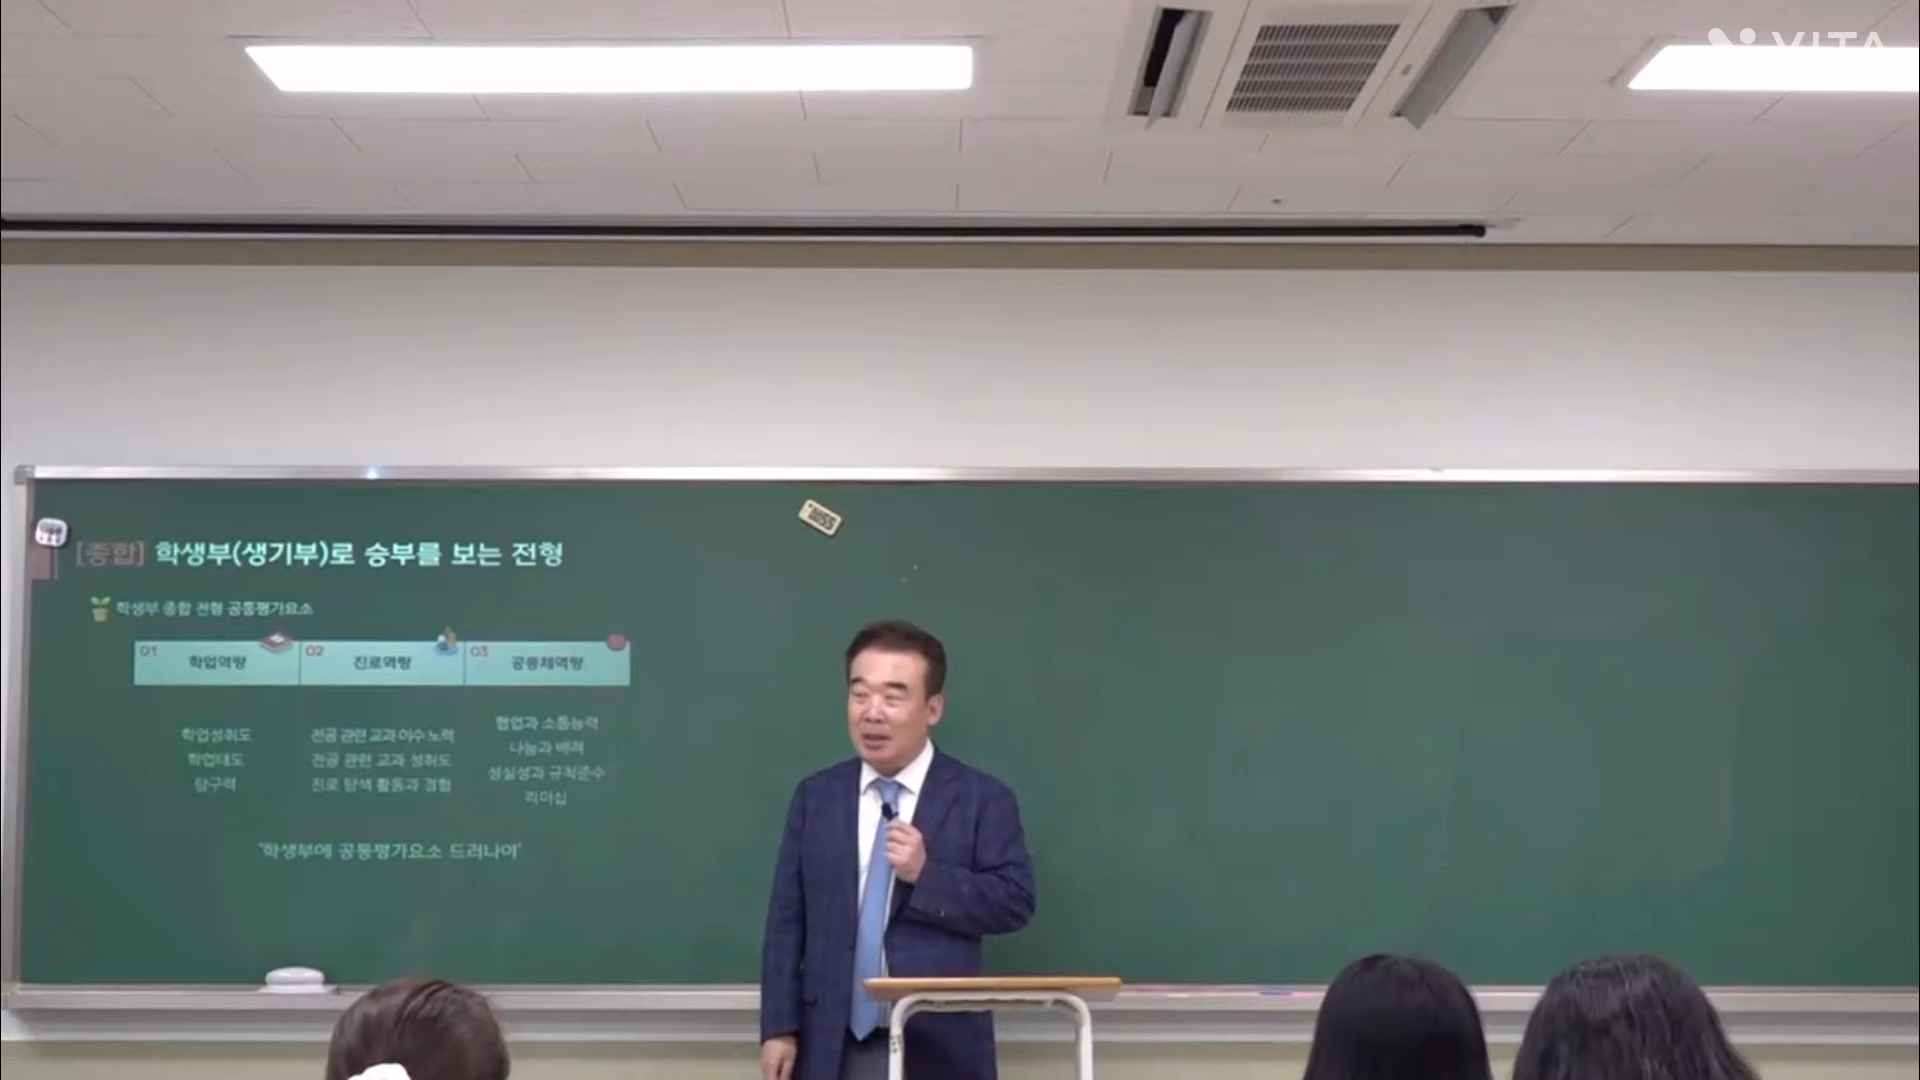 VITA
[종합] 학생부(생기부)로 승부를 보는 전형
학생부 종합 전형 공통평가요소
01 학업역량
02 진로역량
03 공동체역량
학업성취도
학업태도
탐구력
전공 관련 교과 이수 노력
전공 관련 교과 성취도
진로 탐색 활동과 경험
협업과 소통능력
나눔과 배려
성실성과 규칙준수
리더십
'학생부에 공통평가요소 드러나야'